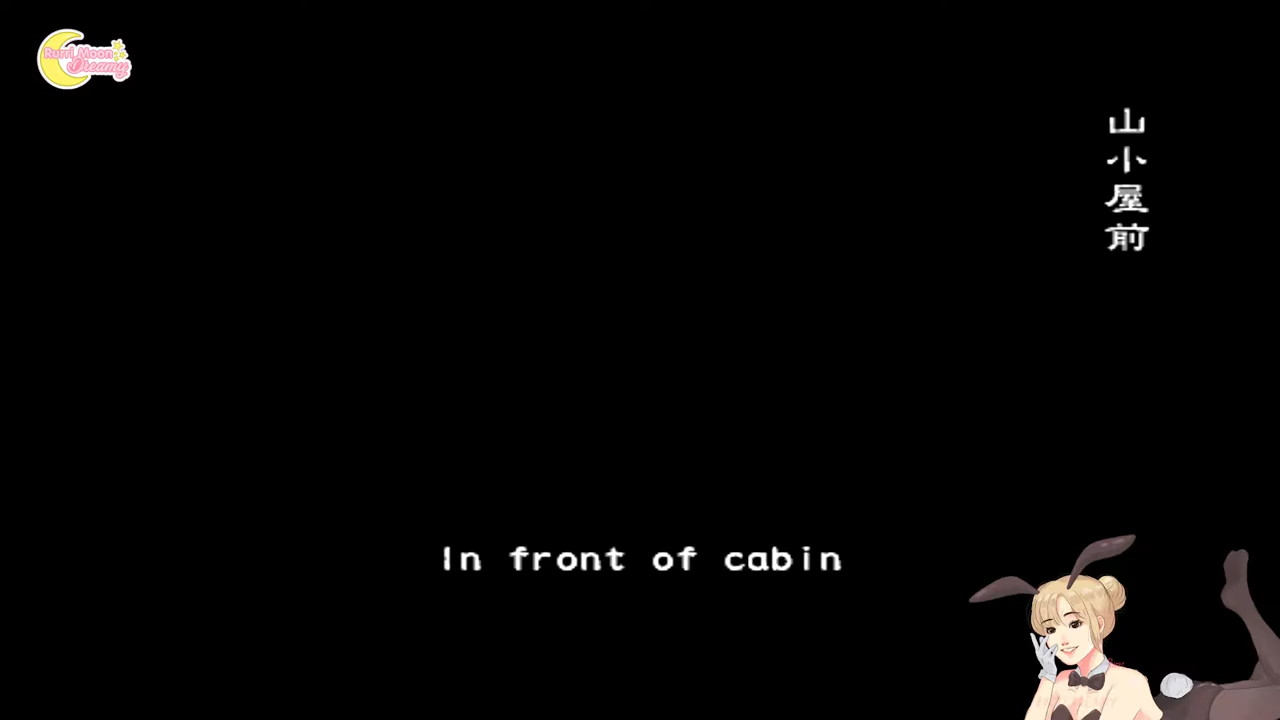 Rurri Moon
Dreamy
山小屋前
In front of cabin